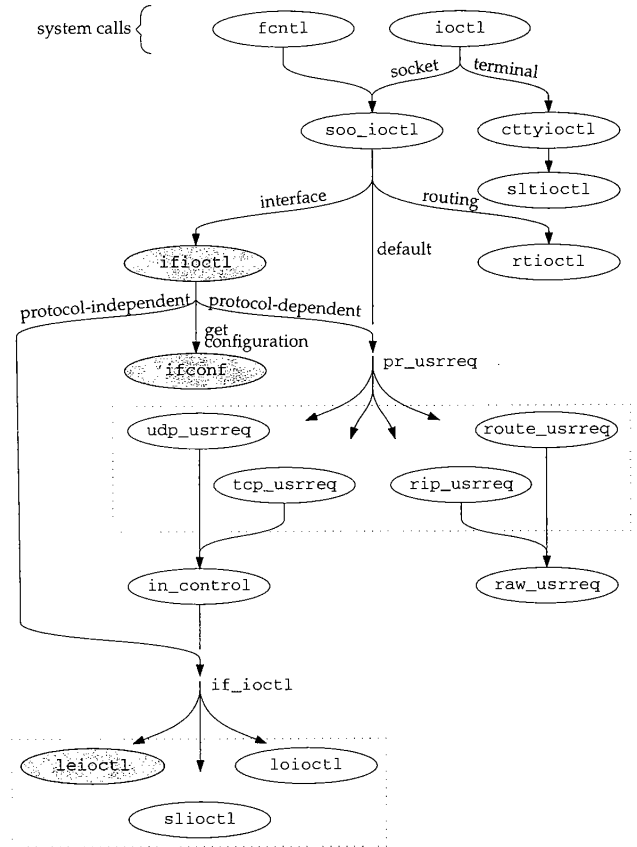 system calls
fcntl
ioctl
socket
terminal
soo_ioctl
cttyioctl
sltioctl
interface
routing
default
ifioctl
rtioctl
protocol-independent
protocol-dependent
get
configuration
ifconf
pr_usrreq
udp_usrreq
route_usrreq
tcp_usrreq
rip_usrreq
in_control
raw_usrreq
if_ioctl
leioctl
loioctl
slioctl